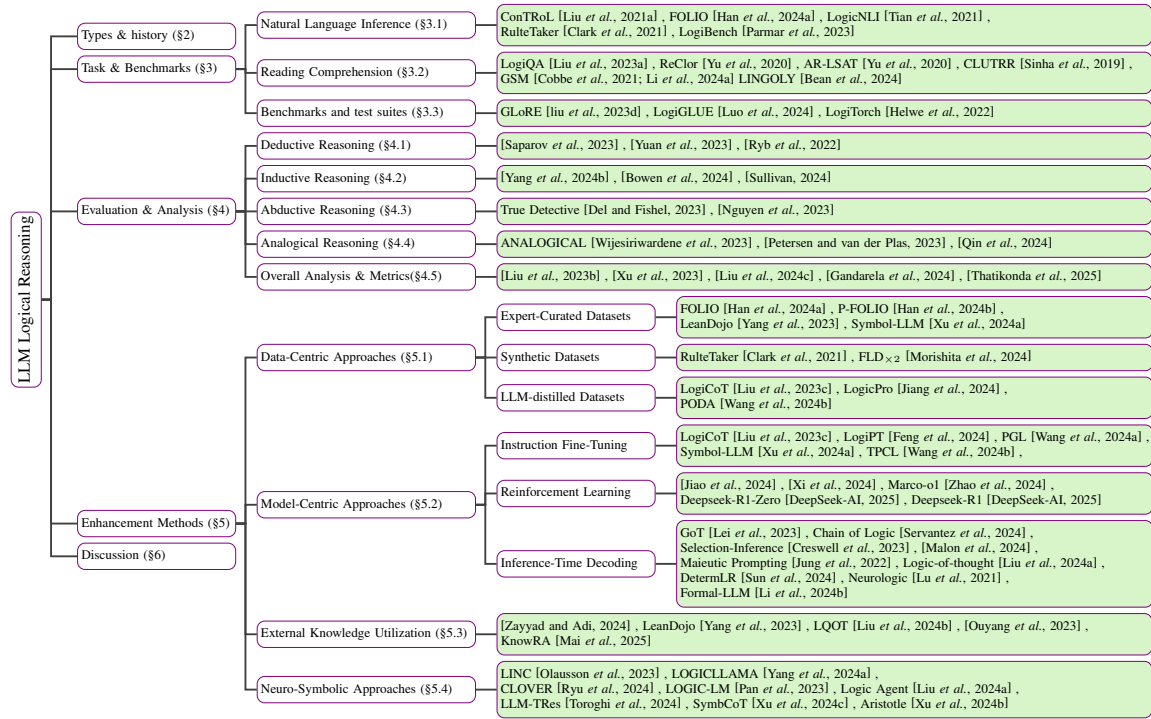 LLM Logical Reasoning
Types & history (§2)
Task & Benchmarks (§3)
Natural Language Inference (§3.1)
ConTRoL [Liu et al., 2021a] , FOLIO [Han et al., 2024a] , LogicNLI [Tian et al., 2021] ,
RulteTaker [Clark et al., 2021] , LogiBench [Parmar et al., 2023]
Reading Comprehension (§3.2)
LogiQA [Liu et al., 2023a] , ReClor [Yu et al., 2020] , AR-LSAT [Yu et al., 2020] , CLUTRR [Sinha et al., 2019] ,
GSM [Cobbe et al., 2021; Li et al., 2024a] LINGOLY [Bean et al., 2024]
Benchmarks and test suites (§3.3)
GLoRE [liu et al., 2023d] , LogiGLUE [Luo et al., 2024] , LogiTorch [Helwe et al., 2022]
Evaluation & Analysis (§4)
Deductive Reasoning (§4.1)
[Saparov et al., 2023] , [Yuan et al., 2023] , [Ryb et al., 2022]
Inductive Reasoning (§4.2)
[Yang et al., 2024b] , [Bowen et al., 2024] , [Sullivan, 2024]
Abductive Reasoning (§4.3)
True Detective [Del and Fishel, 2023] , [Nguyen et al., 2023]
Analogical Reasoning (§4.4)
ANALOGICAL [Wijesiriwardene et al., 2023] , [Petersen and van der Plas, 2023] , [Qin et al., 2024]
Overall Analysis & Metrics(§4.5)
[Liu et al., 2023b] , [Xu et al., 2023] , [Liu et al., 2024c] , [Gandarela et al., 2024] , [Thatikonda et al., 2025]
Enhancement Methods (§5)
Data-Centric Approaches (§5.1)
Expert-Curated Datasets
FOLIO [Han et al., 2024a] , P-FOLIO [Han et al., 2024b] ,
LeanDojo [Yang et al., 2023] , Symbol-LLM [Xu et al., 2024a]
Synthetic Datasets
RulteTaker [Clark et al., 2021] , FLD×2 [Morishita et al., 2024]
LLM-distilled Datasets
LogiCoT [Liu et al., 2023c] , LogicPro [Jiang et al., 2024] ,
PODA [Wang et al., 2024b]
Model-Centric Approaches (§5.2)
Instruction Fine-Tuning
LogiCoT [Liu et al., 2023c] , LogiPT [Feng et al., 2024] , PGL [Wang et al., 2024a] ,
Symbol-LLM [Xu et al., 2024a] , TPCL [Wang et al., 2024b] ,
Reinforcement Learning
[Jiao et al., 2024] , [Xi et al., 2024] , Marco-o1 [Zhao et al., 2024] ,
Deepseek-R1-Zero [DeepSeek-AI, 2025] , Deepseek-R1 [DeepSeek-AI, 2025]
Inference-Time Decoding
GoT [Lei et al., 2023] , Chain of Logic [Servantez et al., 2024] ,
Selection-Inference [Creswell et al., 2023] , [Malon et al., 2024] ,
Maieutic Prompting [Jung et al., 2022] , Logic-of-thought [Liu et al., 2024a] ,
DetermLR [Sun et al., 2024] , Neurologic [Lu et al., 2021] ,
Formal-LLM [Li et al., 2024b]
External Knowledge Utilization (§5.3)
[Zayyad and Adi, 2024] , LeanDojo [Yang et al., 2023] , LQOT [Liu et al., 2024b] , [Ouyang et al., 2023] ,
KnowRA [Mai et al., 2025]
Neuro-Symbolic Approaches (§5.4)
LINC [Olausson et al., 2023] , LOGICLLAMA [Yang et al., 2024a] ,
CLOVER [Ryu et al., 2024] , LOGIC-LM [Pan et al., 2023] , Logic Agent [Liu et al., 2024a] ,
LLM-TRes [Toroghi et al., 2024] , SymbCoT [Xu et al., 2024c] , Aristotle [Xu et al., 2024b]
Discussion (§6)